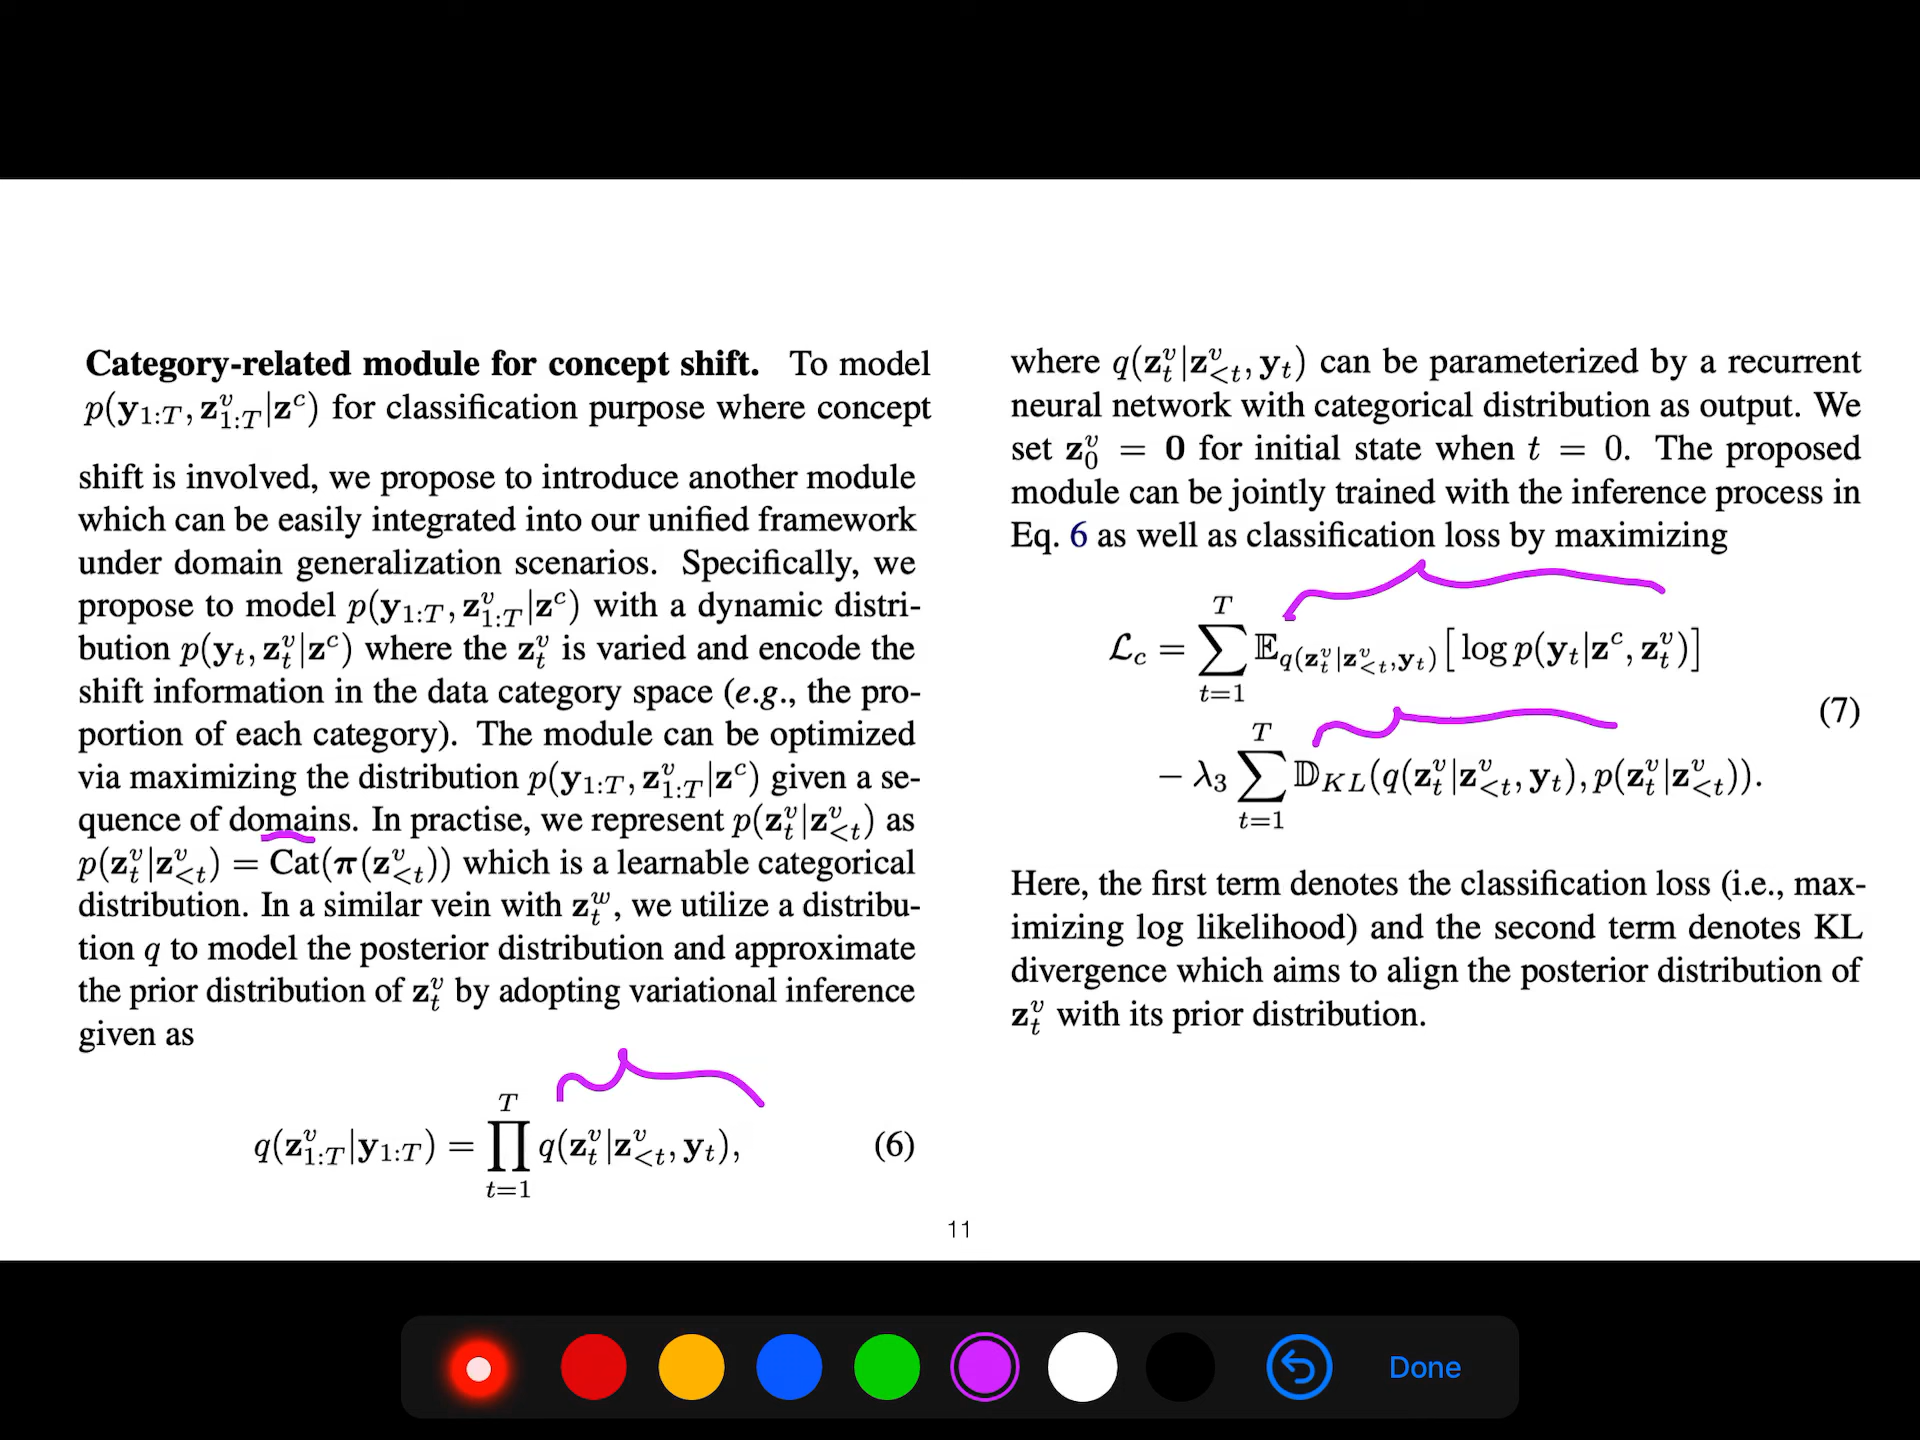 Category-related module for concept shift. To model
p(y₁:T, zᵛ₁:T|zᶜ) for classification purpose where concept
shift is involved, we propose to introduce another module
which can be easily integrated into our unified framework
under domain generalization scenarios. Specifically, we
propose to model p(y₁:T, zᵛ₁:T|zᶜ) with a dynamic distri-
bution p(yₜ, zᵛₜ|zᶜ) where the zᵛₜ is varied and encode the
shift information in the data category space (e.g., the pro-
portion of each category). The module can be optimized
via maximizing the distribution p(y₁:T, zᵛ₁:T|zᶜ) given a se-
quence of domains. In practise, we represent p(zᵛₜ|zᵛ<ₜ) as
p(zᵛₜ|zᵛ<ₜ) = Cat(π(zᵛ<ₜ)) which is a learnable categorical
distribution. In a similar vein with zʷₜ, we utilize a distribu-
tion q to model the posterior distribution and approximate
the prior distribution of zᵛₜ by adopting variational inference
given as
q(zᵛ₁:T|y₁:T) = ∏ᵀₜ₌₁ q(zᵛₜ|zᵛ<ₜ, yₜ), (6)
where q(zᵛₜ|zᵛ<ₜ, yₜ) can be parameterized by a recurrent
neural network with categorical distribution as output. We
set zᵛ₀ = 0 for initial state when t = 0. The proposed
module can be jointly trained with the inference process in
Eq. 6 as well as classification loss by maximizing
ℒc = ∑ᵀₜ₌₁ 𝔼q(zᵛₜ|zᵛ<ₜ,yₜ) [log p(yₜ|zᶜ, zᵛₜ)]
− λ₃ ∑ᵀₜ₌₁ 𝔻KL(q(zᵛₜ|zᵛ<ₜ, yₜ), p(zᵛₜ|zᵛ<ₜ)). (7)
Here, the first term denotes the classification loss (i.e., max-
imizing log likelihood) and the second term denotes KL
divergence which aims to align the posterior distribution of
zᵛₜ with its prior distribution.
11
Done